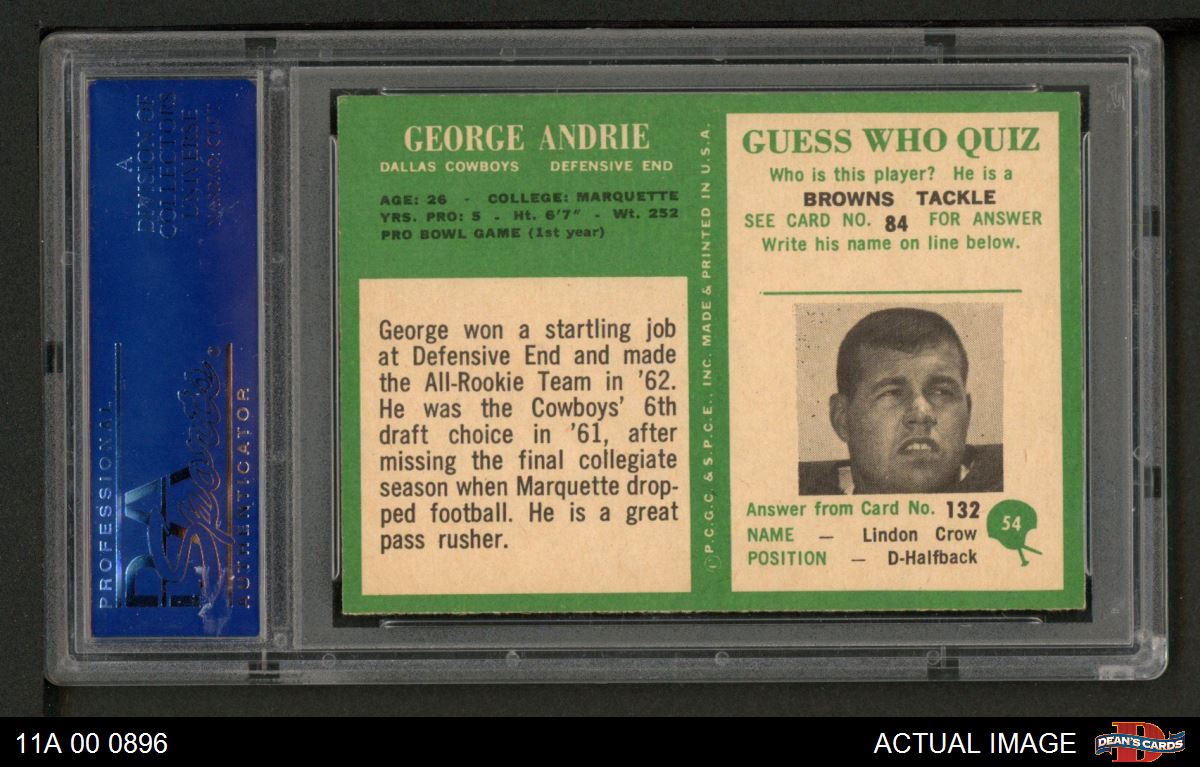 A
DIVISION OF
COLLECTORS
UNIVERSE
NASDAQ: CLCT
PROFESSIONAL
PSA
Sports
AUTHENTICATOR
GEORGE ANDRIE
DALLAS COWBOYS DEFENSIVE END
AGE: 26 - COLLEGE: MARQUETTE
YRS. PRO: 5 - Ht. 6'7" - Wt. 252
PRO BOWL GAME (1st year)
George won a startling job
at Defensive End and made
the All-Rookie Team in '62.
He was the Cowboys' 6th
draft choice in '61, after
missing the final collegiate
season when Marquette drop-
ped football. He is a great
pass rusher.
©P.C.G.C. & S.P.C.E., INC. MADE & PRINTED IN U.S.A.
GUESS WHO QUIZ
Who is this player? He is a
BROWNS TACKLE
SEE CARD NO. 84 FOR ANSWER
Write his name on line below.
Answer from Card No. 132
NAME — Lindon Crow
POSITION — D-Halfback
54
11A 00 0896
ACTUAL IMAGE
D
DEAN'S CARDS